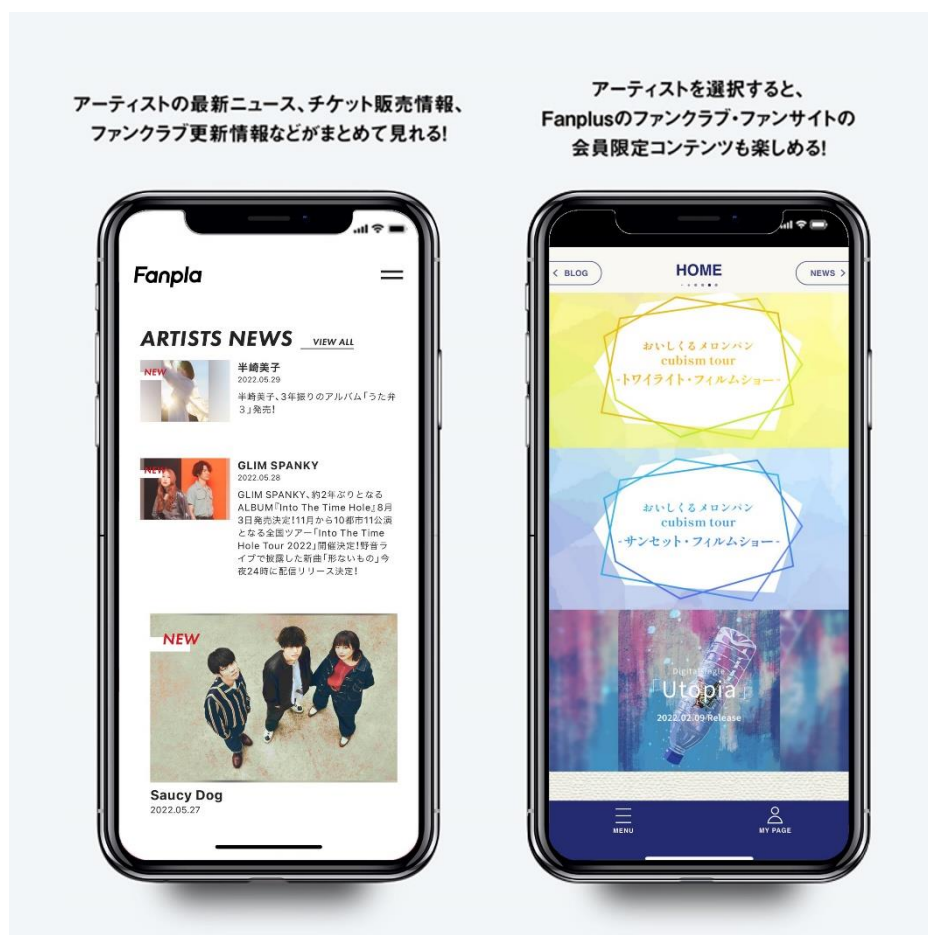 アーティストの最新ニュース、チケット販売情報、
ファンクラブ更新情報などがまとめて見れる!
Fanpla
ARTISTS NEWS VIEW ALL
NEW
半崎美子
2022.05.29
半崎美子、3年振りのアルバム「うた弁
3」発売!
NEW
GLIM SPANKY
2022.05.28
GLIM SPANKY、約2年ぶりとなる
ALBUM『Into The Time Hole』8月
3日発売決定!11月から10都市11公演
となる全国ツアー「Into The Time
Hole Tour 2022」開催決定!野音ラ
イブで披露した新曲「形ないもの」今
夜24時に配信リリース決定!
NEW
Saucy Dog
2022.05.27
アーティストを選択すると、
Fanplusのファンクラブ・ファンサイトの
会員限定コンテンツも楽しめる!
< BLOG
HOME
NEWS >
おいしくるメロンパン
cubism tour
-トワイライト・フィルムショー-
おいしくるメロンパン
cubism tour
-サンセット・フィルムショー-
Digital Single
「Utopia」
2022.02.09 Release
MENU
MY PAGE